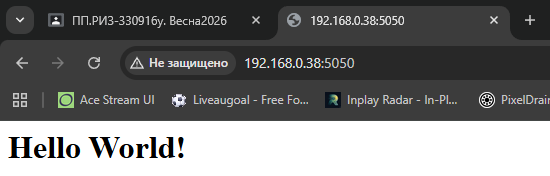 ПП.РИЗ-330916у. Весна2026
192.168.0.38:5050
Не защищено
192.168.0.38:5050
Ace Stream UI
Liveaugoal - Free Fo...
Inplay Radar - In-Pl...
PixelDrain
Hello World!